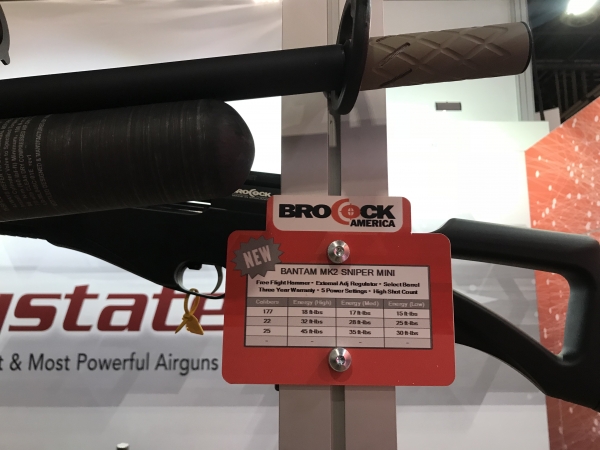 BROCOCK
BROCOCK
AMERICA
NEW
BANTAM MK2 SNIPER MINI
Free Flight Hammer • External Adj Regulator • Select Barrel
Three Year Warranty • 5 Power Settings • High Shot Count
Calibers Energy (High) Energy (Med) Energy (Low)
177 18 ft-lbs 17 ft-lbs 15 ft-lbs
22 32 ft-lbs 28 ft-lbs 25 ft-lbs
25 45 ft-lbs 35 ft-lbs 30 ft-lbs
- - - -
gstate
t & Most Powerful Airguns